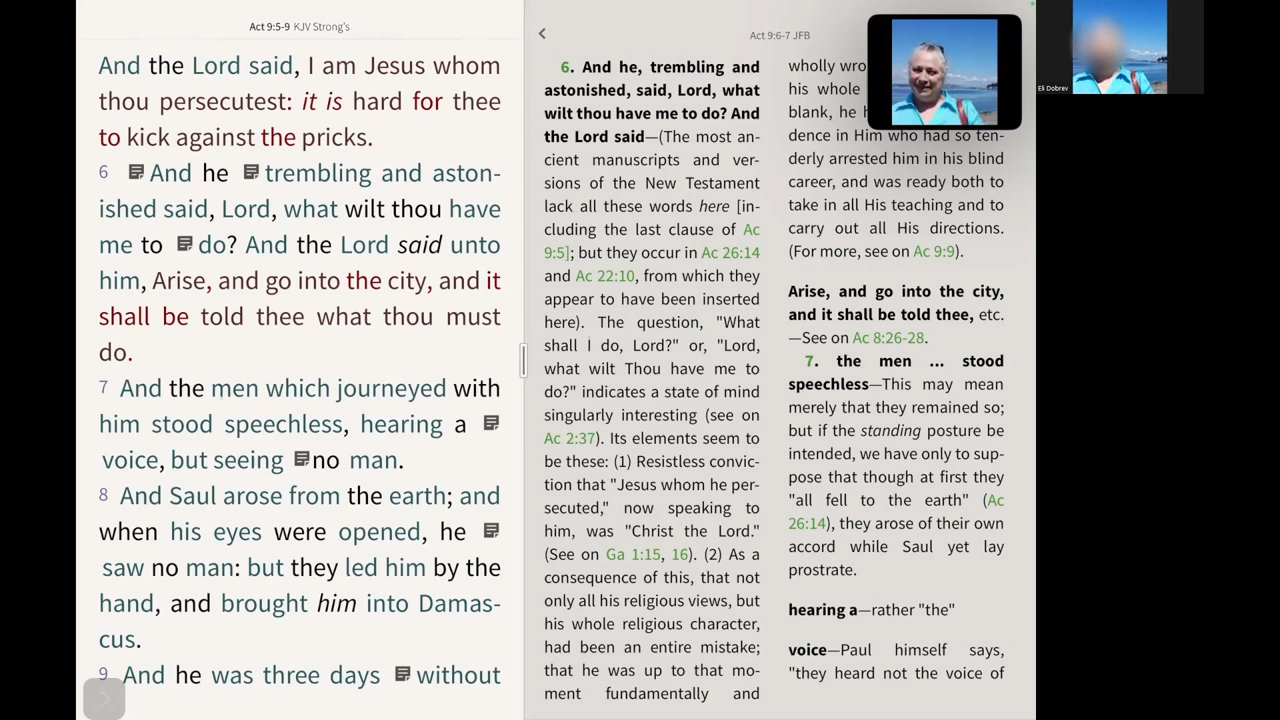 Act 9:5-9 KJV Strong's
And the Lord said, I am Jesus whom
thou persecutest: it is hard for thee
to kick against the pricks.
6 And he trembling and aston-
ished said, Lord, what wilt thou have
me to do? And the Lord said unto
him, Arise, and go into the city, and it
shall be told thee what thou must
do.
7 And the men which journeyed with
him stood speechless, hearing a
voice, but seeing no man.
8 And Saul arose from the earth; and
when his eyes were opened, he
saw no man: but they led him by the
hand, and brought him into Damas-
cus.
9 And he was three days without
Act 9:6-7 JFB
6. And he, trembling and
astonished, said, Lord, what
wilt thou have me to do? And
the Lord said—(The most an-
cient manuscripts and ver-
sions of the New Testament
lack all these words here [in-
cluding the last clause of Ac
9:5]; but they occur in Ac 26:14
and Ac 22:10, from which they
appear to have been inserted
here). The question, "What
shall I do, Lord?" or, "Lord,
what wilt Thou have me to
do?" indicates a state of mind
singularly interesting (see on
Ac 2:37). Its elements seem to
be these: (1) Resistless convic-
tion that "Jesus whom he per-
secuted," now speaking to
him, was "Christ the Lord."
(See on Ga 1:15, 16). (2) As a
consequence of this, that not
only all his religious views, but
his whole religious character,
had been an entire mistake;
that he was up to that mo-
ment fundamentally and
wholly wro
his whole
blank, he h
dence in Him who had so ten-
derly arrested him in his blind
career, and was ready both to
take in all His teaching and to
carry out all His directions.
(For more, see on Ac 9:9).
Arise, and go into the city,
and it shall be told thee, etc.
—See on Ac 8:26-28.
7. the men ... stood
speechless—This may mean
merely that they remained so;
but if the standing posture be
intended, we have only to sup-
pose that though at first they
"all fell to the earth" (Ac
26:14), they arose of their own
accord while Saul yet lay
prostrate.
hearing a—rather "the"
voice—Paul himself says,
"they heard not the voice of
Eli Dobrev